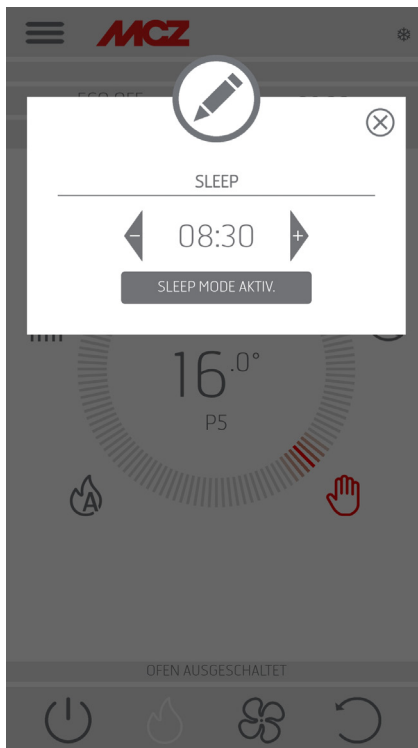 MCZ
SLEEP
- 08:30 +
SLEEP MODE AKTIV.
16.0°
P5
A
OFEN AUSGESCHALTET